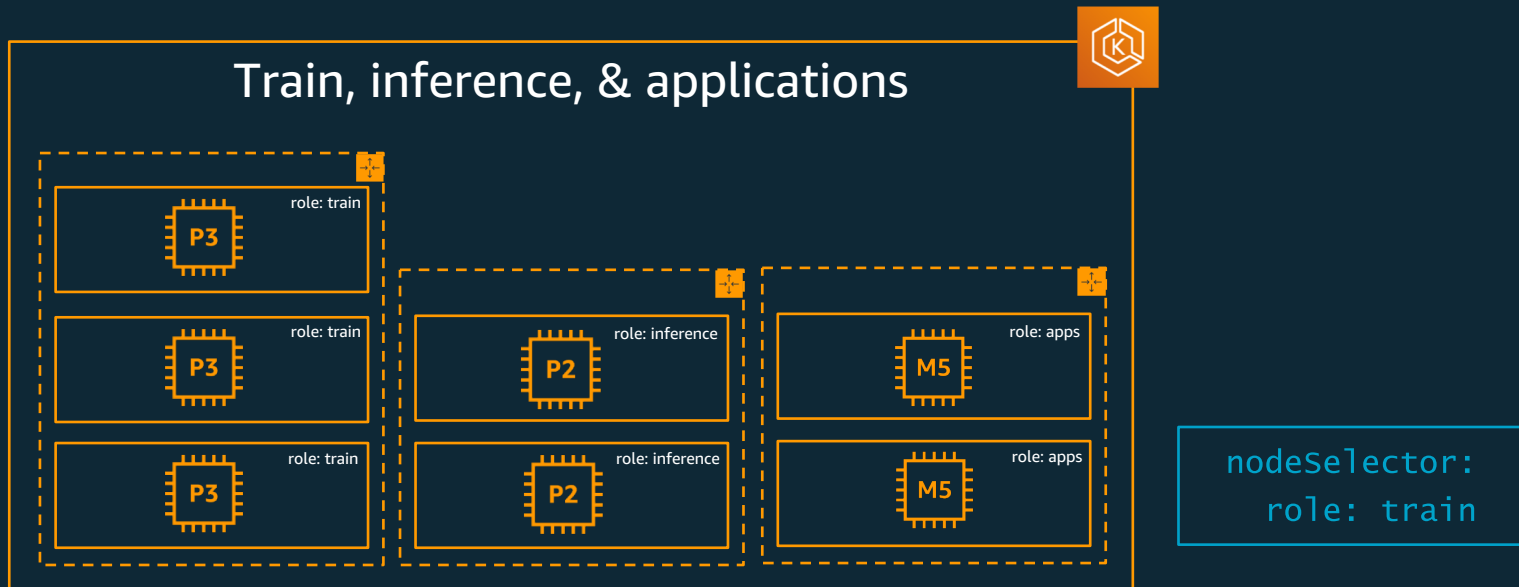 K
Train, inference, & applications
role: train
P3
role: train
P3
role: train
P3
role: inference
P2
role: inference
P2
role: apps
M5
role: apps
M5
nodeSelector:
role: train